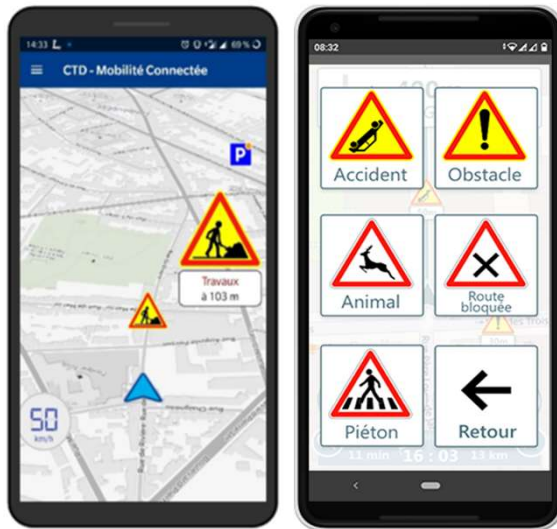 14:33
69 %
CTD - Mobilité Connectée
P
Travaux
à 103 m
50
km/h
08:32
Accident
Obstacle
Animal
Route
bloquée
Piéton
Retour
11 min 16 : 03 13 km